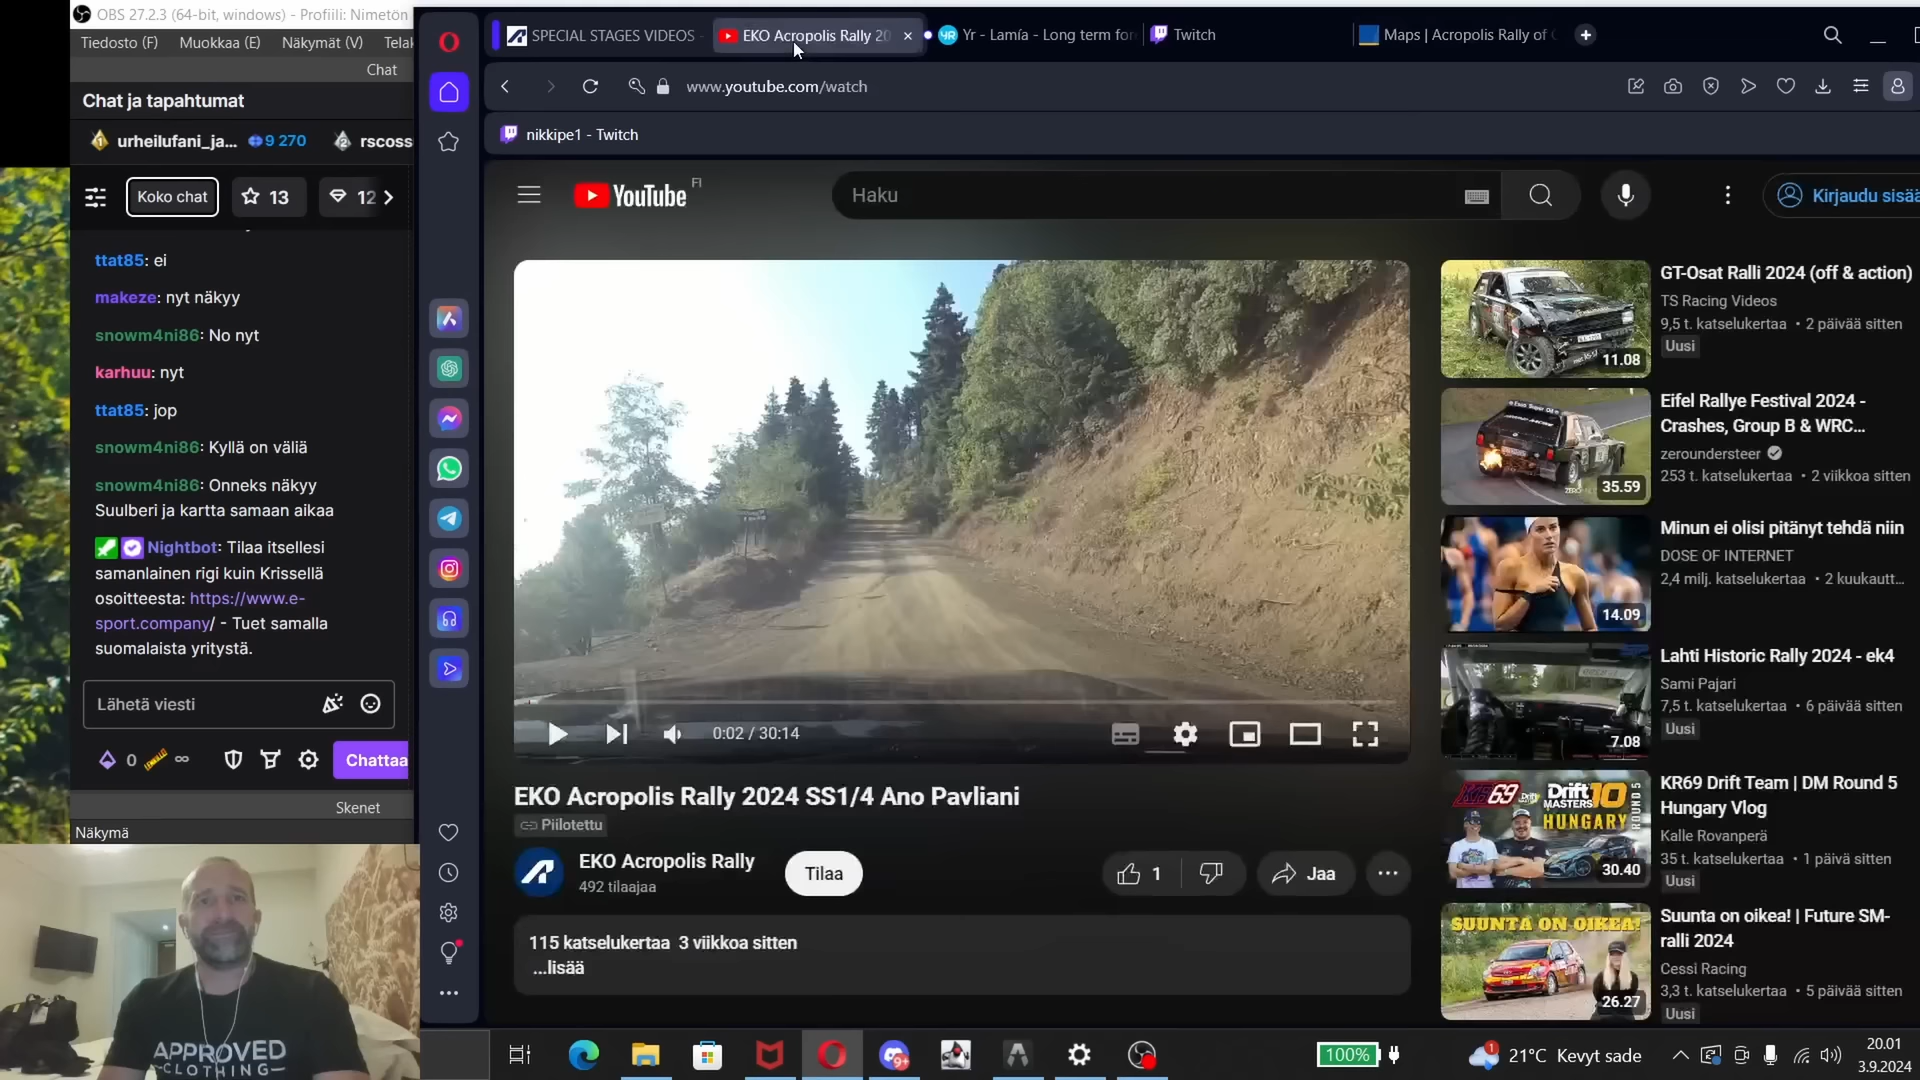 OBS 27.2.3 (64-bit, windows) - Profiili: Nimetön
Tiedosto (F) Muokkaa (E) Näkymät (V) Telak
Chat
Chat ja tapahtumat
urheilufani_ja... 9 270 rscoss
Koko chat 13 12
ttat85: ei
makeze: nyt näkyy
snowm4ni86: No nyt
karhuu: nyt
ttat85: jop
snowm4ni86: Kyllä on väliä
snowm4ni86: Onneks näkyy
Suulberi ja kartta samaan aikaa
Nightbot: Tilaa itsellesi
samanlainen rigi kuin Krissellä
osoitteesta: https://www.e-
sport.company/ - Tuet samalla
suomalaista yritystä.
Lähetä viesti
0 ∞ Chattaa
Skenet
Näkymä
APPROVED
CLOTHING
SPECIAL STAGES VIDEOS - EKO Acropolis Rally 20 Yr - Lamía - Long term for Twitch Maps | Acropolis Rally of
www.youtube.com/watch
nikkipe1 - Twitch
YouTube FI
Haku
Kirjaudu sisää
0:02 / 30:14
EKO Acropolis Rally 2024 SS1/4 Ano Pavliani
Piilotettu
EKO Acropolis Rally
492 tilaajaa
Tilaa
1
Jaa
115 katselukertaa 3 viikkoa sitten
...lisää
11.08
GT-Osat Ralli 2024 (off & action)
TS Racing Videos
9,5 t. katselukertaa • 2 päivää sitten
Uusi
35.59
Eifel Rallye Festival 2024 -
Crashes, Group B & WRC...
zeroundersteer
253 t. katselukertaa • 2 viikkoa sitten
14.09
Minun ei olisi pitänyt tehdä niin
DOSE OF INTERNET
2,4 milj. katselukertaa • 2 kuukautt...
7.08
Lahti Historic Rally 2024 - ek4
Sami Pajari
7,5 t. katselukertaa • 6 päivää sitten
Uusi
KR69 Drift MASTERS 10
HUNGARY
ROUND 5
30.40
KR69 Drift Team | DM Round 5
Hungary Vlog
Kalle Rovanperä
35 t. katselukertaa • 1 päivä sitten
Uusi
SUUNTA ON OIKEA!
26.27
Suunta on oikea! | Future SM-
ralli 2024
Cessi Racing
3,3 t. katselukertaa • 5 päivää sitten
Uusi
9+
100%
1
21°C Kevyt sade
20.01
3.9.2024